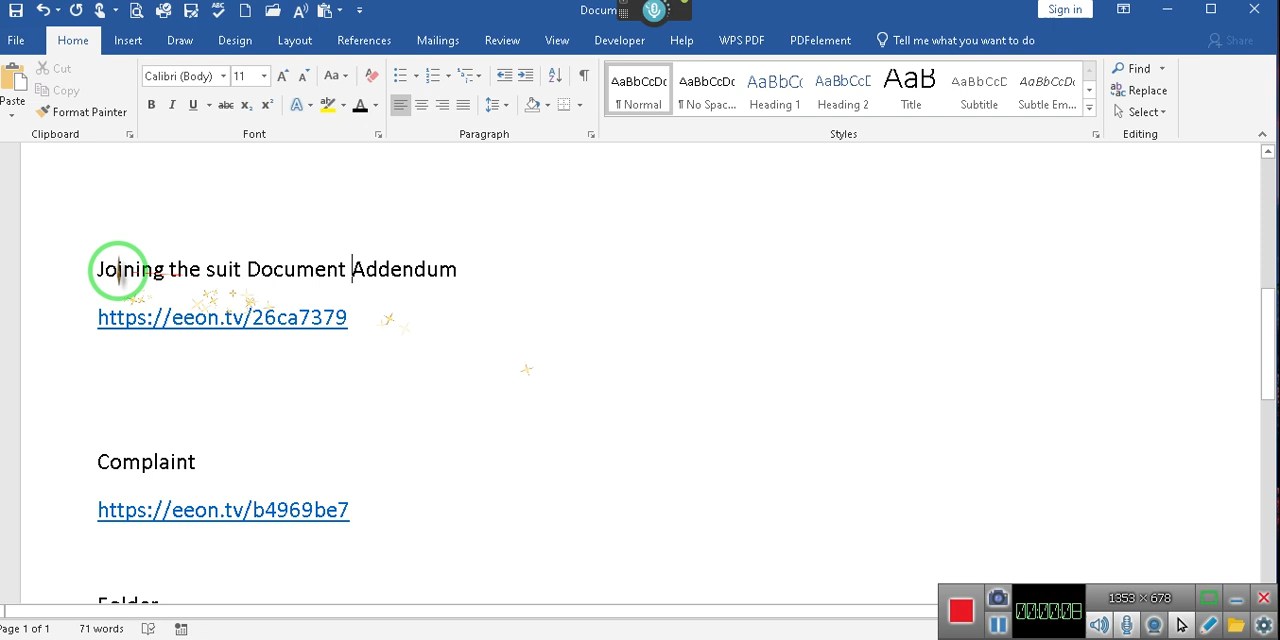 Docum
Sign in
File Home Insert Draw Design Layout References Mailings Review View Developer Help WPS PDF PDFelement Tell me what you want to do Share
Paste
Cut
Copy
Format Painter
Calibri (Body) 11
AaBbCcDc AaBbCcDc AaBbCc AaBbCcE AaB AaBbCcD AaBbCcDc
¶ Normal ¶ No Spac... Heading 1 Heading 2 Title Subtitle Subtle Em...
Find
Replace
Select
Clipboard Font Paragraph Styles Editing
Joining the suit Document Addendum
https://eeon.tv/26ca7379
Complaint
https://eeon.tv/b4969be7
Folder
1353 × 678
Page 1 of 1 71 words